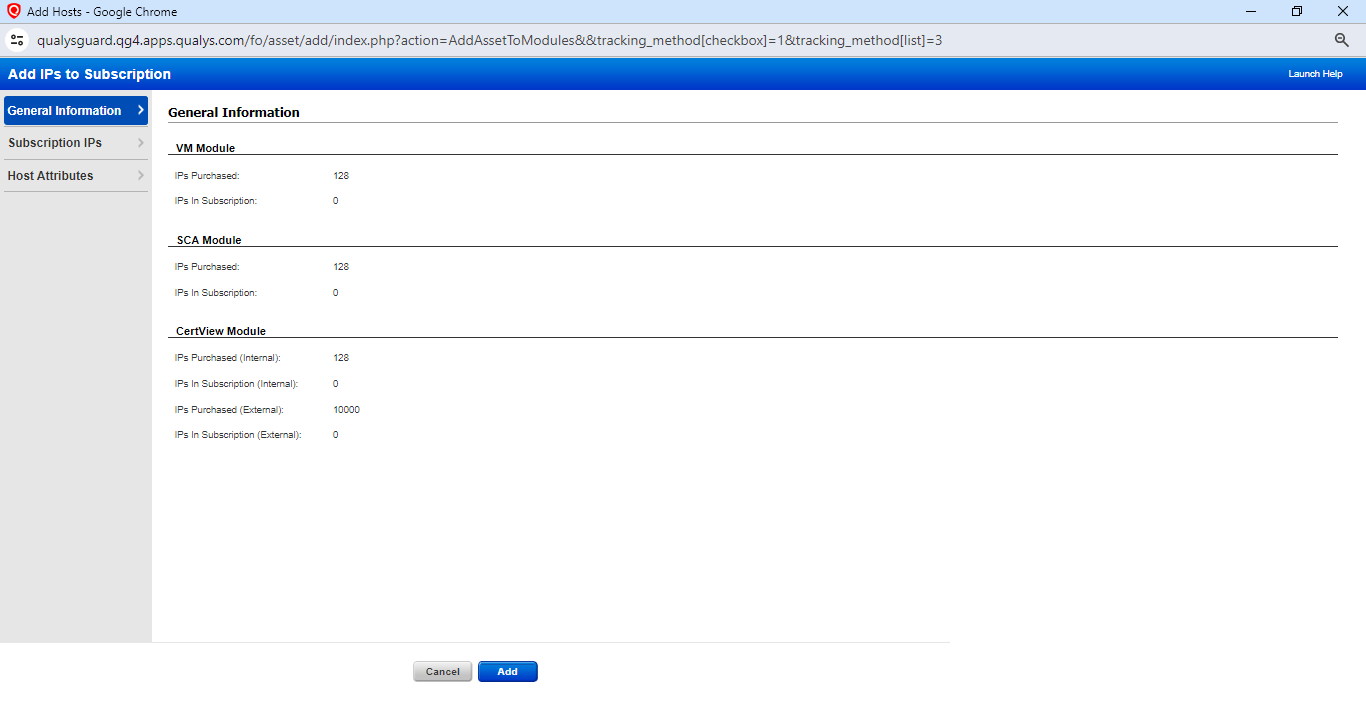 Add Hosts - Google Chrome
qualysguard.qg4.apps.qualys.com/fo/asset/add/index.php?action=AddAssetToModules&&tracking_method[checkbox]=1&tracking_method[list]=3
Add IPs to Subscription
Launch Help
General Information
Subscription IPs
Host Attributes
General Information
VM Module
IPs Purchased: 128
IPs In Subscription: 0
SCA Module
IPs Purchased: 128
IPs In Subscription: 0
CertView Module
IPs Purchased (Internal): 128
IPs In Subscription (Internal): 0
IPs Purchased (External): 10000
IPs In Subscription (External): 0
Cancel Add